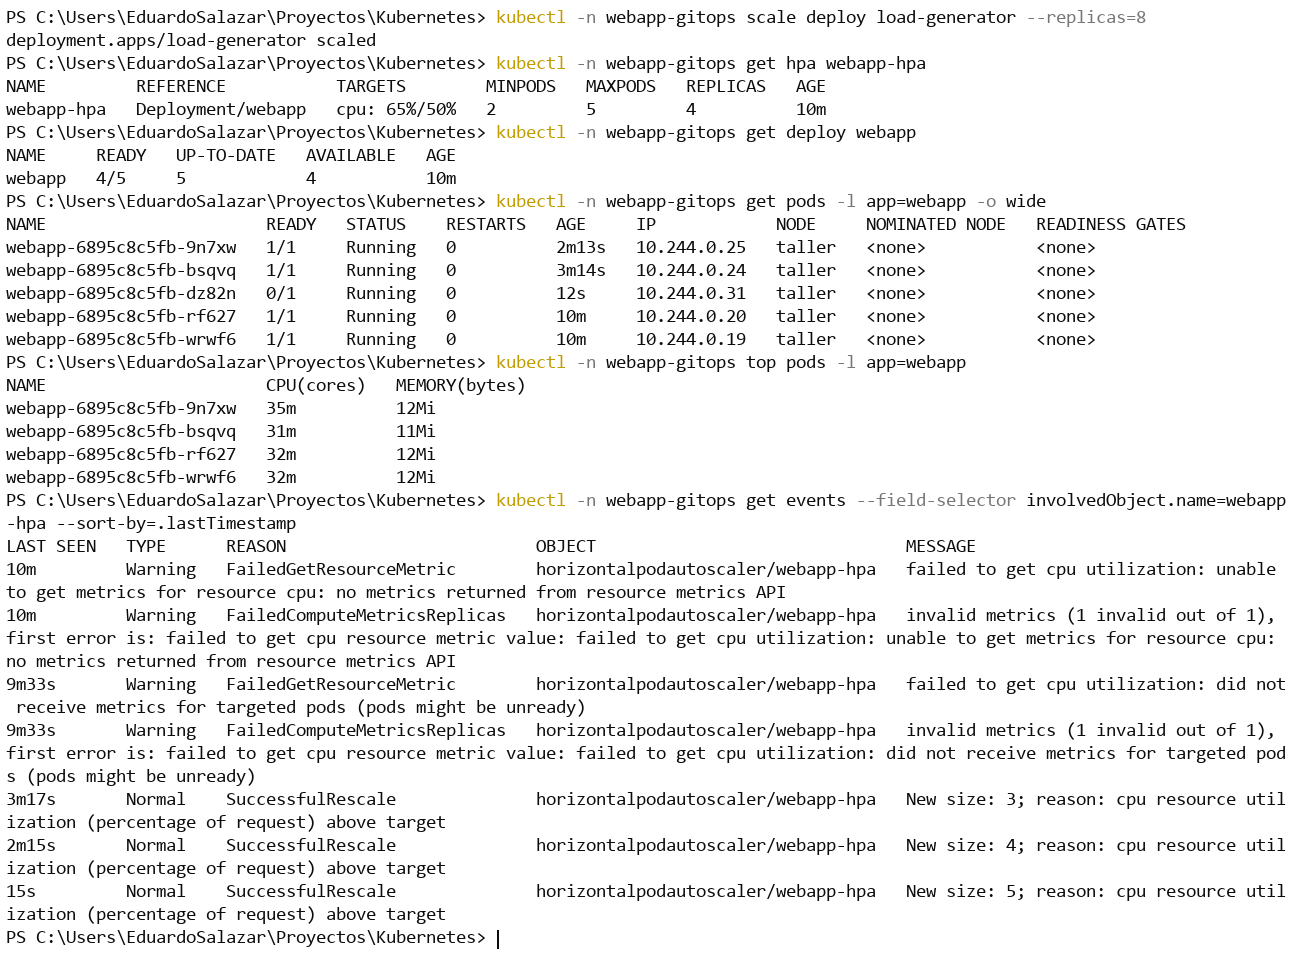 PS C:\Users\EduardoSalazar\Proyectos\Kubernetes> kubectl -n webapp-gitops scale deploy load-generator --replicas=8
deployment.apps/load-generator scaled
PS C:\Users\EduardoSalazar\Proyectos\Kubernetes> kubectl -n webapp-gitops get hpa webapp-hpa
NAME         REFERENCE           TARGETS        MINPODS   MAXPODS   REPLICAS   AGE
webapp-hpa   Deployment/webapp   cpu: 65%/50%   2         5         4          10m
PS C:\Users\EduardoSalazar\Proyectos\Kubernetes> kubectl -n webapp-gitops get deploy webapp
NAME     READY   UP-TO-DATE   AVAILABLE   AGE
webapp   4/5     5            4           10m
PS C:\Users\EduardoSalazar\Proyectos\Kubernetes> kubectl -n webapp-gitops get pods -l app=webapp -o wide
NAME                      READY   STATUS    RESTARTS   AGE     IP            NODE     NOMINATED NODE   READINESS GATES
webapp-6895c8c5fb-9n7xw   1/1     Running   0          2m13s   10.244.0.25   taller   <none>           <none>
webapp-6895c8c5fb-bsqvq   1/1     Running   0          3m14s   10.244.0.24   taller   <none>           <none>
webapp-6895c8c5fb-dz82n   0/1     Running   0          12s     10.244.0.31   taller   <none>           <none>
webapp-6895c8c5fb-rf627   1/1     Running   0          10m     10.244.0.20   taller   <none>           <none>
webapp-6895c8c5fb-wrwf6   1/1     Running   0          10m     10.244.0.19   taller   <none>           <none>
PS C:\Users\EduardoSalazar\Proyectos\Kubernetes> kubectl -n webapp-gitops top pods -l app=webapp
NAME                      CPU(cores)   MEMORY(bytes)
webapp-6895c8c5fb-9n7xw   35m          12Mi
webapp-6895c8c5fb-bsqvq   31m          11Mi
webapp-6895c8c5fb-rf627   32m          12Mi
webapp-6895c8c5fb-wrwf6   32m          12Mi
PS C:\Users\EduardoSalazar\Proyectos\Kubernetes> kubectl -n webapp-gitops get events --field-selector involvedObject.name=webapp
-hpa --sort-by=.lastTimestamp
LAST SEEN   TYPE      REASON                         OBJECT                               MESSAGE
10m         Warning   FailedGetResourceMetric        horizontalpodautoscaler/webapp-hpa   failed to get cpu utilization: unable
to get metrics for resource cpu: no metrics returned from resource metrics API
10m         Warning   FailedComputeMetricsReplicas   horizontalpodautoscaler/webapp-hpa   invalid metrics (1 invalid out of 1),
first error is: failed to get cpu resource metric value: failed to get cpu utilization: unable to get metrics for resource cpu:
no metrics returned from resource metrics API
9m33s       Warning   FailedGetResourceMetric        horizontalpodautoscaler/webapp-hpa   failed to get cpu utilization: did not
 receive metrics for targeted pods (pods might be unready)
9m33s       Warning   FailedComputeMetricsReplicas   horizontalpodautoscaler/webapp-hpa   invalid metrics (1 invalid out of 1),
first error is: failed to get cpu resource metric value: failed to get cpu utilization: did not receive metrics for targeted pod
s (pods might be unready)
3m17s       Normal    SuccessfulRescale              horizontalpodautoscaler/webapp-hpa   New size: 3; reason: cpu resource util
ization (percentage of request) above target
2m15s       Normal    SuccessfulRescale              horizontalpodautoscaler/webapp-hpa   New size: 4; reason: cpu resource util
ization (percentage of request) above target
15s         Normal    SuccessfulRescale              horizontalpodautoscaler/webapp-hpa   New size: 5; reason: cpu resource util
ization (percentage of request) above target
PS C:\Users\EduardoSalazar\Proyectos\Kubernetes>